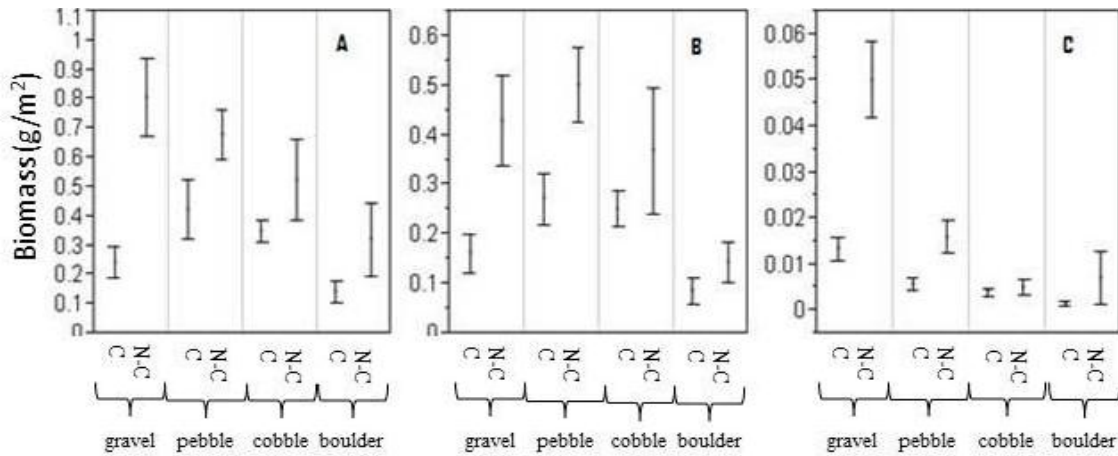 Biomass (g/m²)
A
1.1
1
0.9
0.8
0.7
0.6
0.5
0.4
0.3
0.2
0.1
0
C N-C C N-C C N-C C N-C
gravel pebble cobble boulder
B
0.6
0.5
0.4
0.3
0.2
0.1
0
C N-C C N-C C N-C C N-C
gravel pebble cobble boulder
C
0.06
0.05
0.04
0.03
0.02
0.01
0
C N-C C N-C C N-C C N-C
gravel pebble cobble boulder